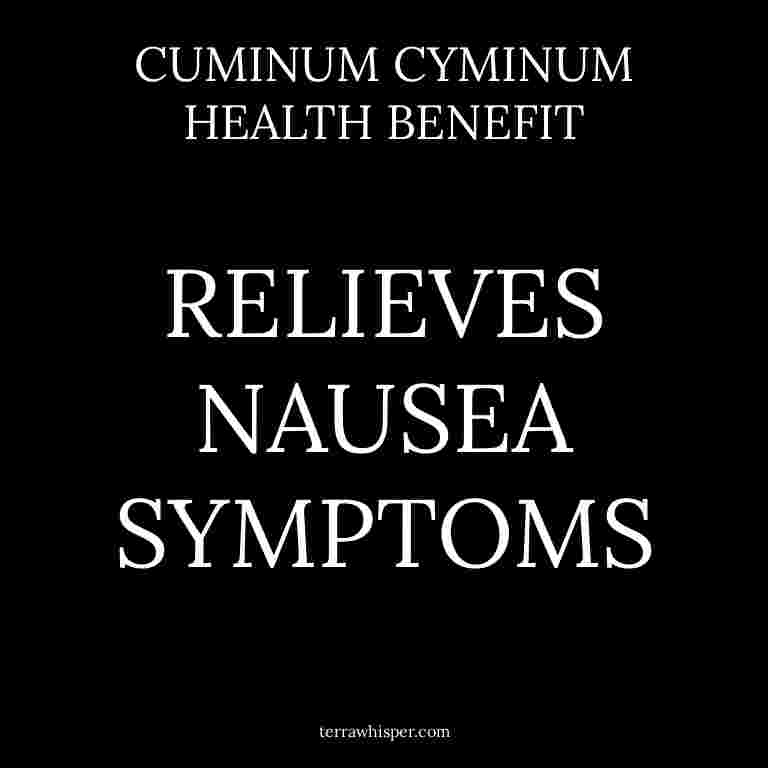 CUMINUM CYMINUM
HEALTH BENEFIT
RELIEVES
NAUSEA
SYMPTOMS
terrawhisper.com